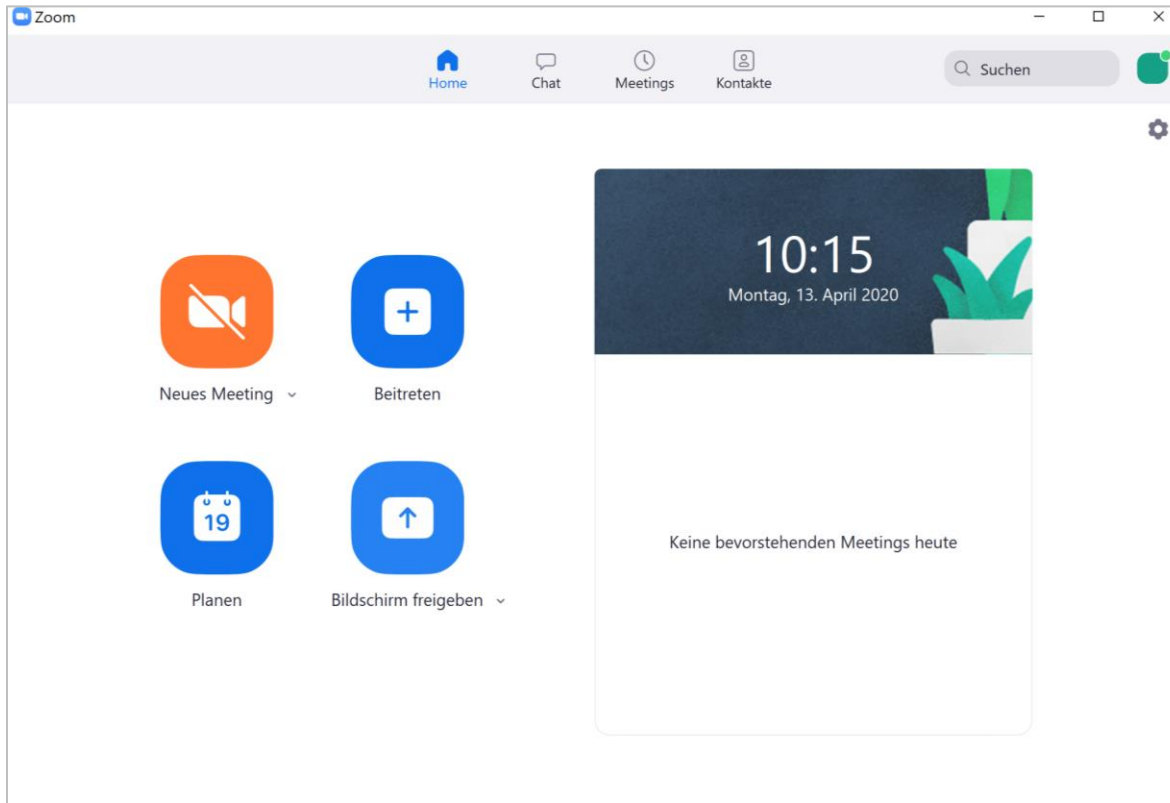 Zoom
Home
Chat
Meetings
Kontakte
Suchen
10:15
Montag, 13. April 2020
Neues Meeting
Beitreten
19
Planen
Bildschirm freigeben
Keine bevorstehenden Meetings heute